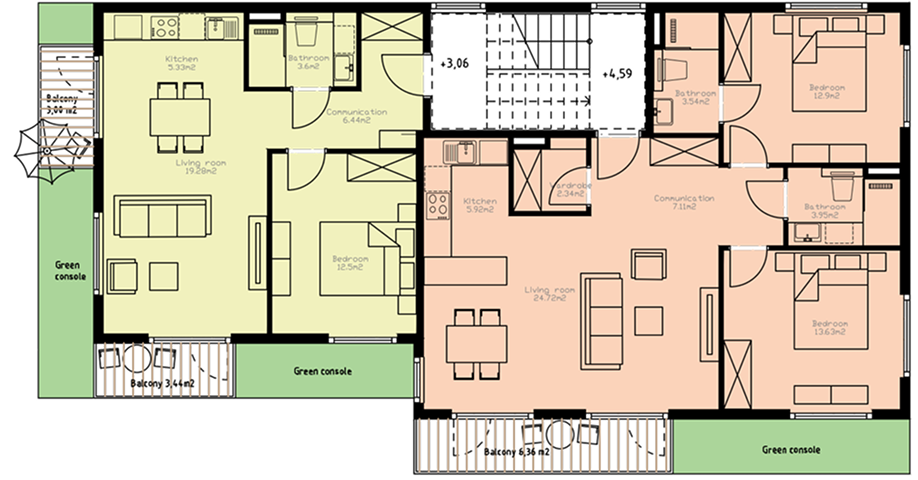 Kitchen
5.33m2
Bathroom
3.6m2
+3,06
+4,59
Bathroom
3.54m2
Bedroom
12.9m2
Balcony
3,00 m2
Communication
6.44m2
Living room
19.28m2
Wardrobe
2.34m2
Kitchen
5.92m2
Communication
7.11m2
Bathroom
3.95m2
Green
console
Bedroom
12.5m2
Living room
24.72m2
Bedroom
13.63m2
Balcony 3,44m2
Green console
Balcony 6,36 m2
Green console